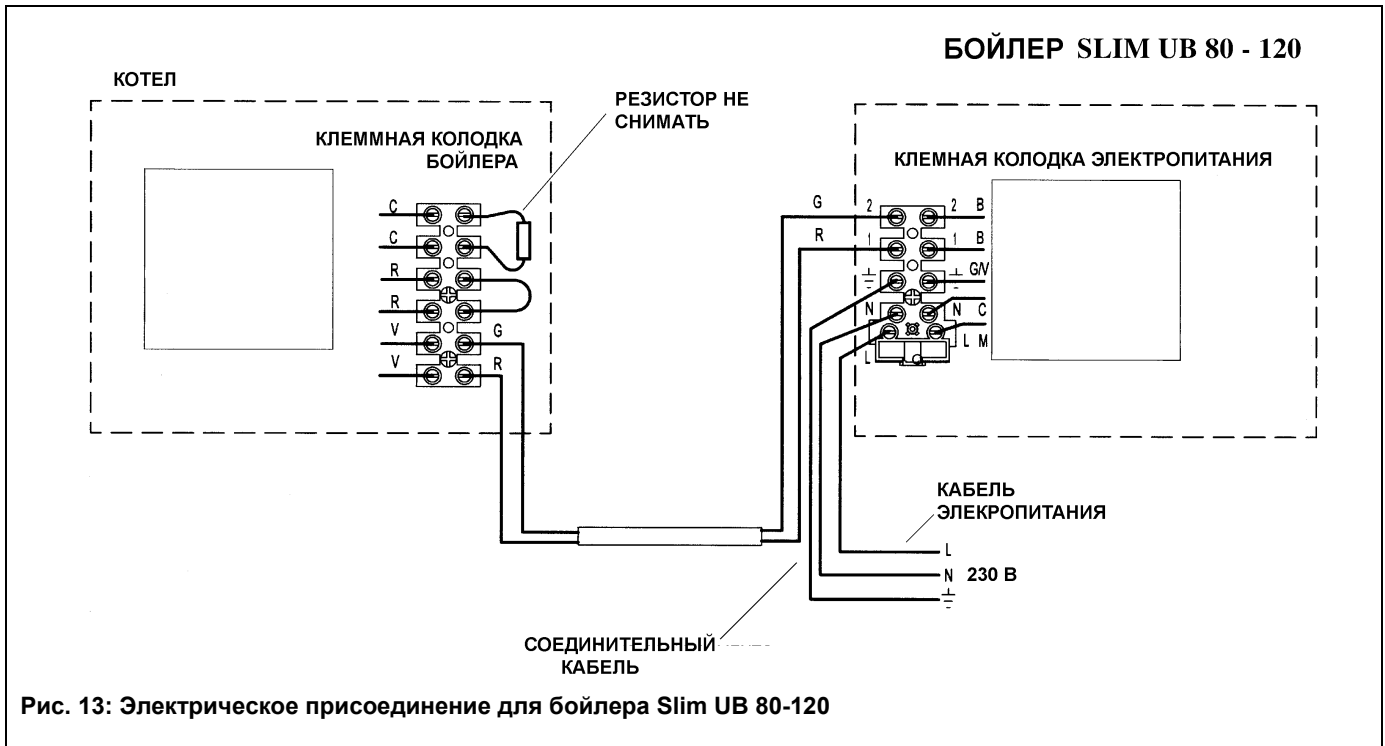 БОЙЛЕР SLIM UB 80 - 120
КОТЕЛ
РЕЗИСТОР НЕ
СНИМАТЬ
КЛЕММНАЯ КОЛОДКА
БОЙЛЕРА
КЛЕМНАЯ КОЛОДКА ЭЛЕКТРОПИТАНИЯ
C
C
R
R
V
V
G
R
G
R
2
1
N
L
2 B
1 B
G/V
N C
L M
КАБЕЛЬ
ЭЛЕКРОПИТАНИЯ
L
N 230 В
СОЕДИНИТЕЛЬНЫЙ
КАБЕЛЬ
Рис. 13: Электрическое присоединение для бойлера Slim UB 80-120